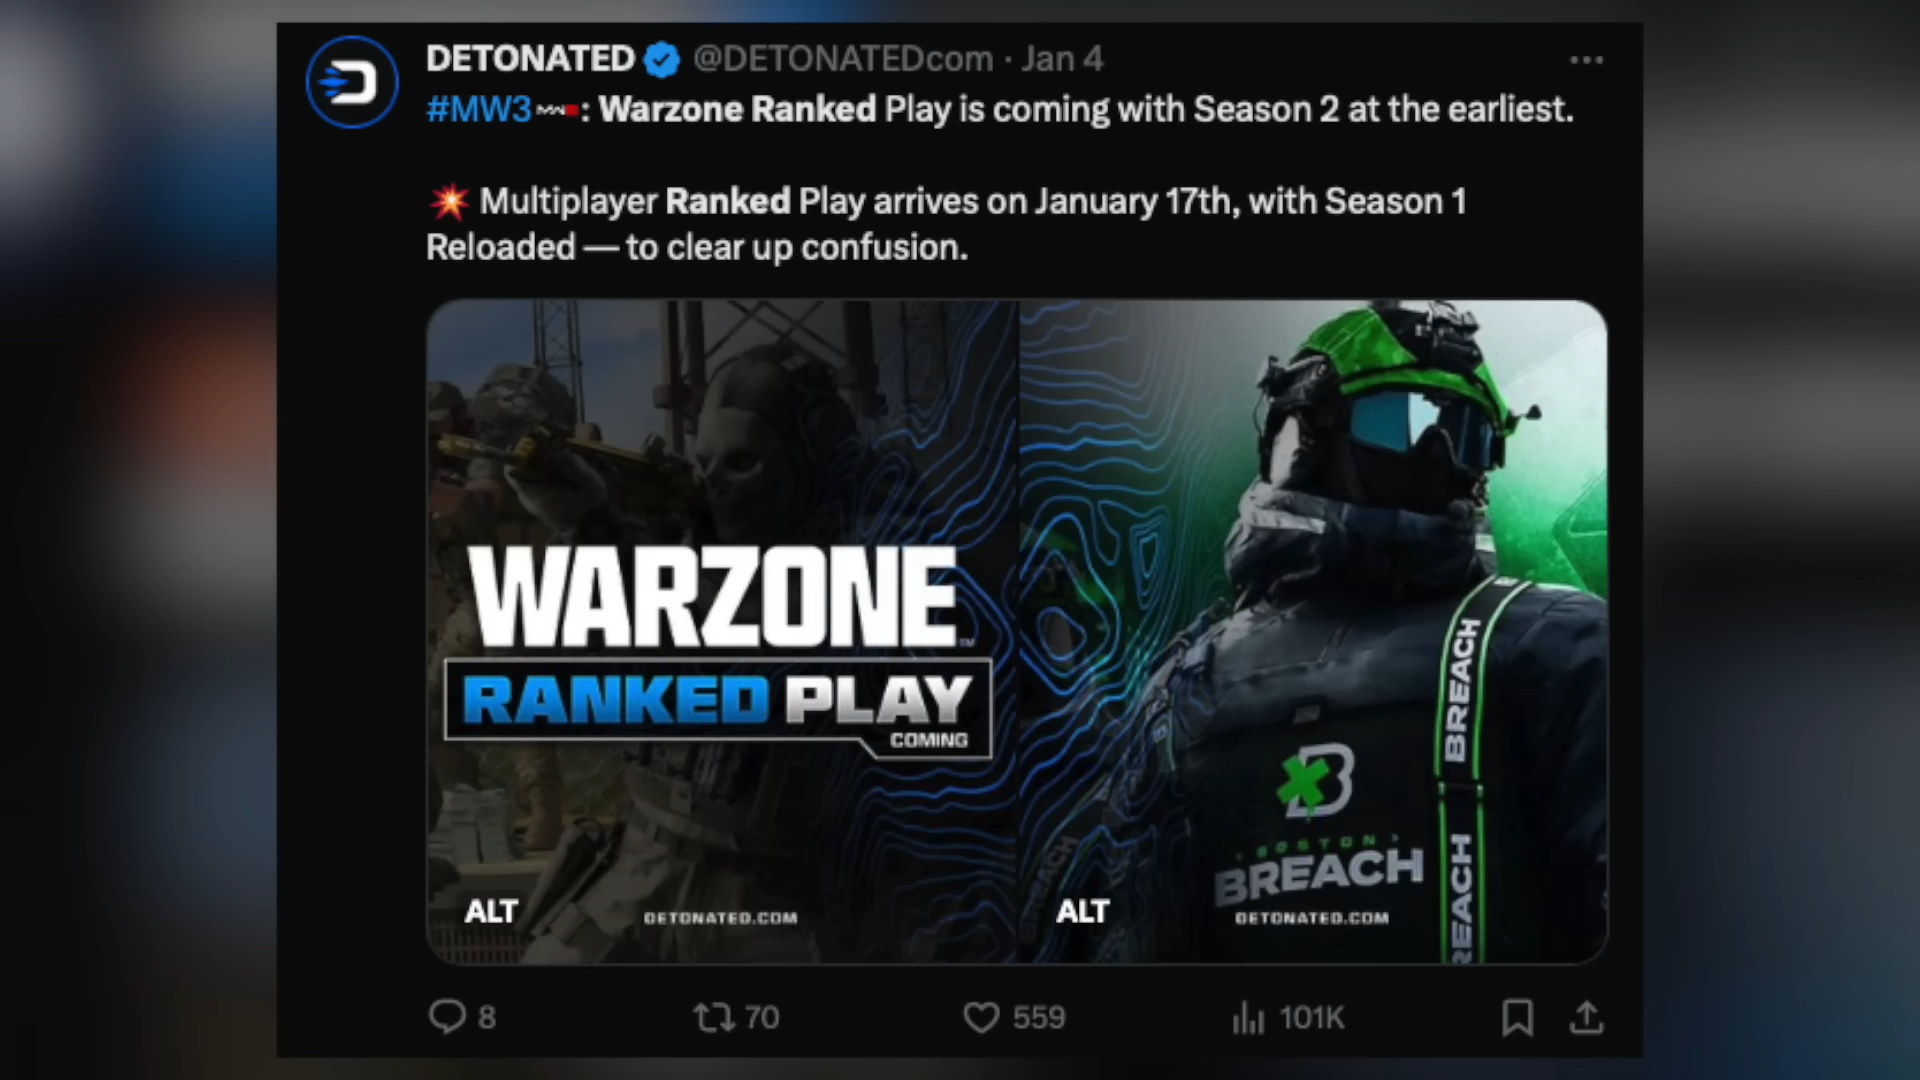 DETONATED @DETONATEDcom · Jan 4
#MW3: Warzone Ranked Play is coming with Season 2 at the earliest.
💥 Multiplayer Ranked Play arrives on January 17th, with Season 1
Reloaded — to clear up confusion.
WARZONE™
RANKED PLAY
COMING
ALT
DETONATED.COM
BREACH
B
BOSTON
BREACH
BREACH
ALT
DETONATED.COM
8 70 559 101K